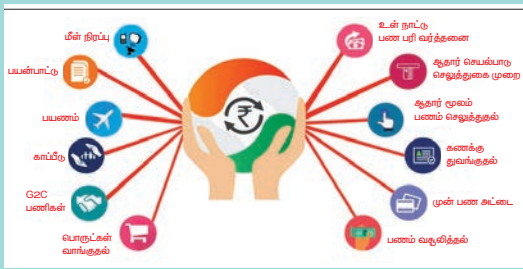 மீள் நிரப்பு
பயன்பாட்டு
பயணம்
காப்பீடு
G2C
பணிகள்
பொருட்கள்
வாங்குதல்
₹
உள் நாட்டு
பண பரி வர்த்தனை
ஆதார் செயல்பாடு
செலுத்துகை முறை
ஆதார் மூலம்
பணம் செலுத்துதல்
கணக்கு
துவங்குதல்
முன் பண அட்டை
பணம் வசூலித்தல்